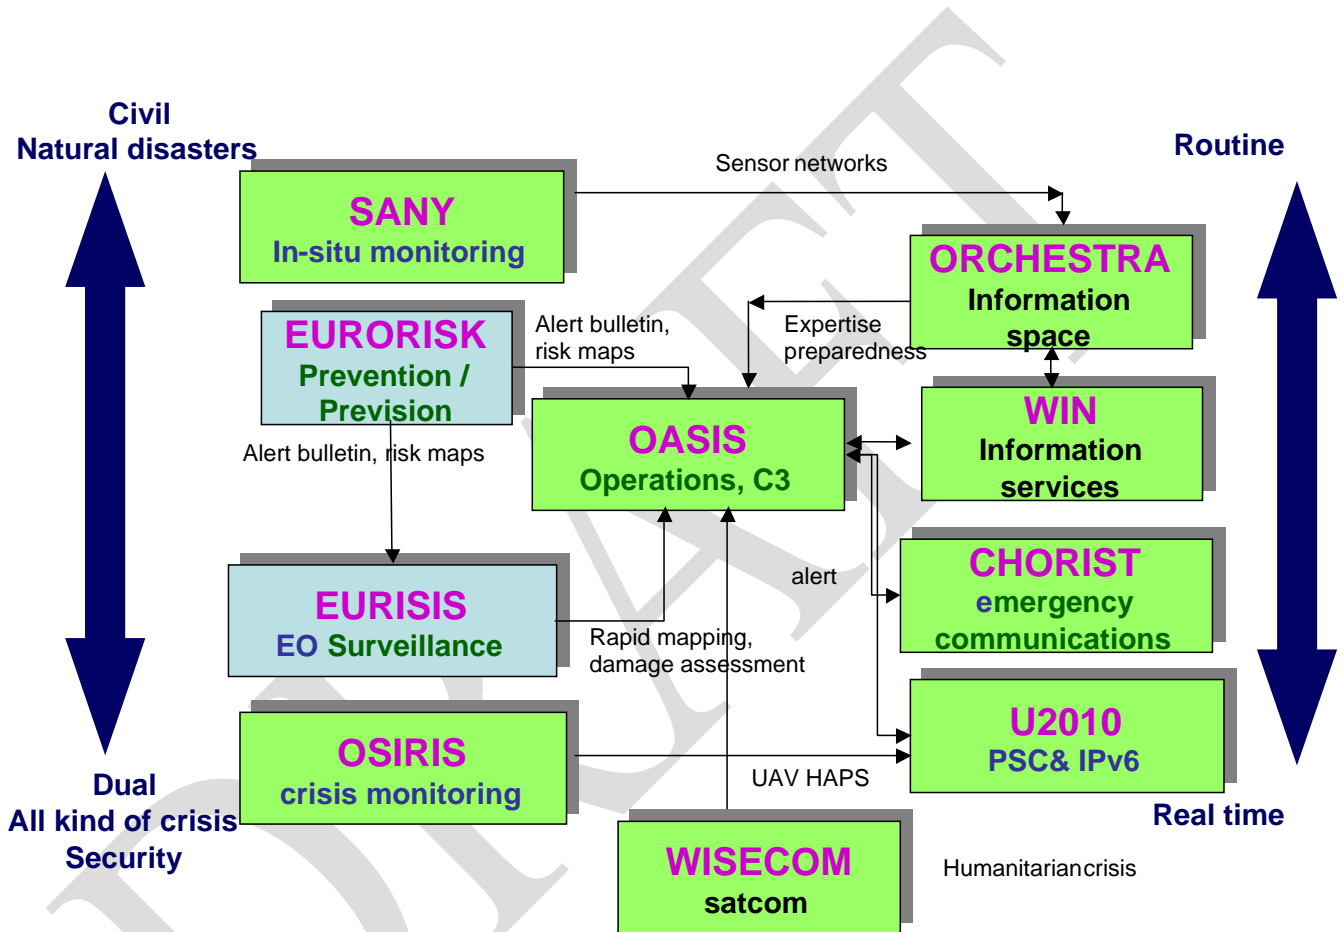 Civil
Natural disasters
Routine
Sensor networks
SANY
In-situ monitoring
ORCHESTRA
Information
space
EURORISK
Prevention /
Prevision
Alert bulletin,
risk maps
Expertise
preparedness
WIN
Information
services
OASIS
Operations, C3
Alert bulletin, risk maps
CHORIST
emergency
communications
alert
EURISIS
EO Surveillance
Rapid mapping,
damage assessment
U2010
PSC& IPv6
OSIRIS
crisis monitoring
UAV HAPS
Dual
All kind of crisis
Security
Real time
WISECOM
satcom
Humanitariancrisis
DRAFT